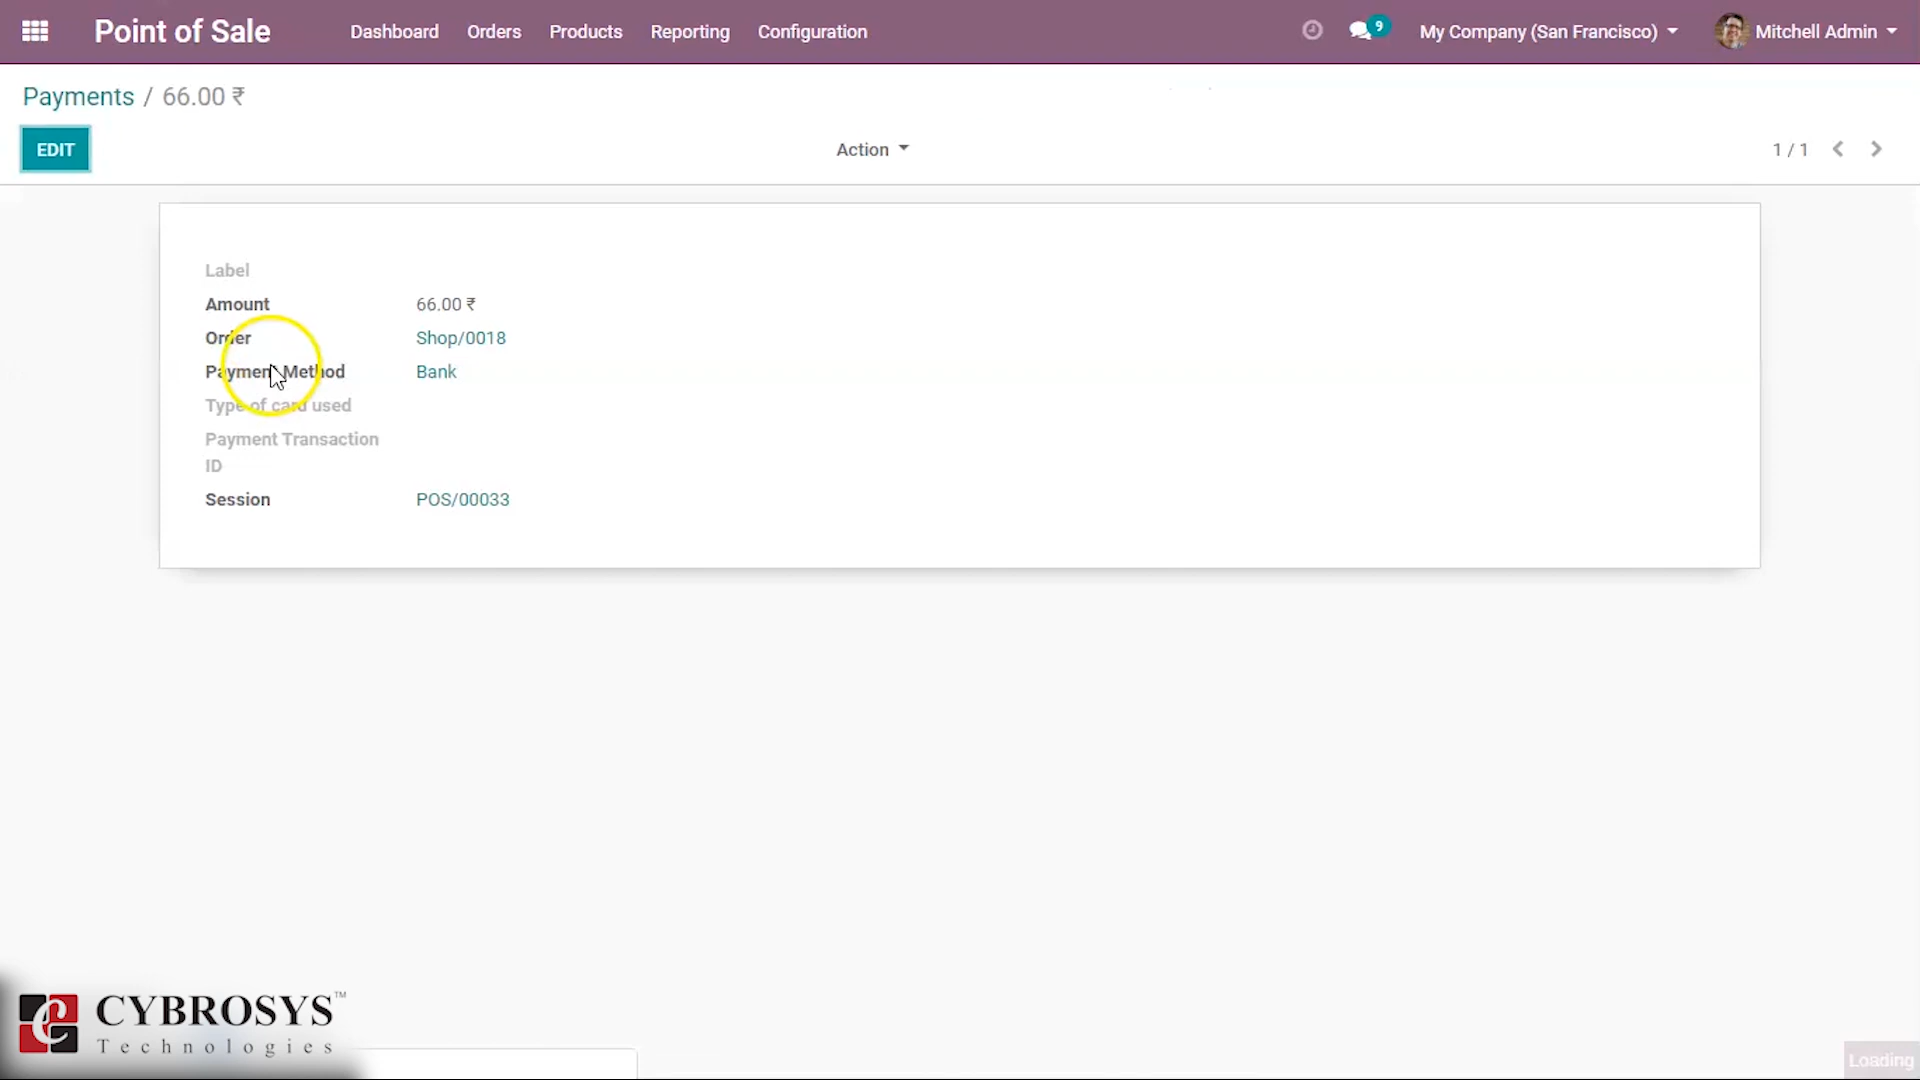 Point of Sale Dashboard Orders Products Reporting Configuration 9 My Company (San Francisco) Mitchell Admin
Payments / 66.00 ₹
EDIT Action 1 / 1
Label
Amount 66.00 ₹
Order Shop/0018
Payment Method Bank
Type of card used
Payment Transaction
ID
Session POS/00033
CYBROSYS™
Technologies
Loading